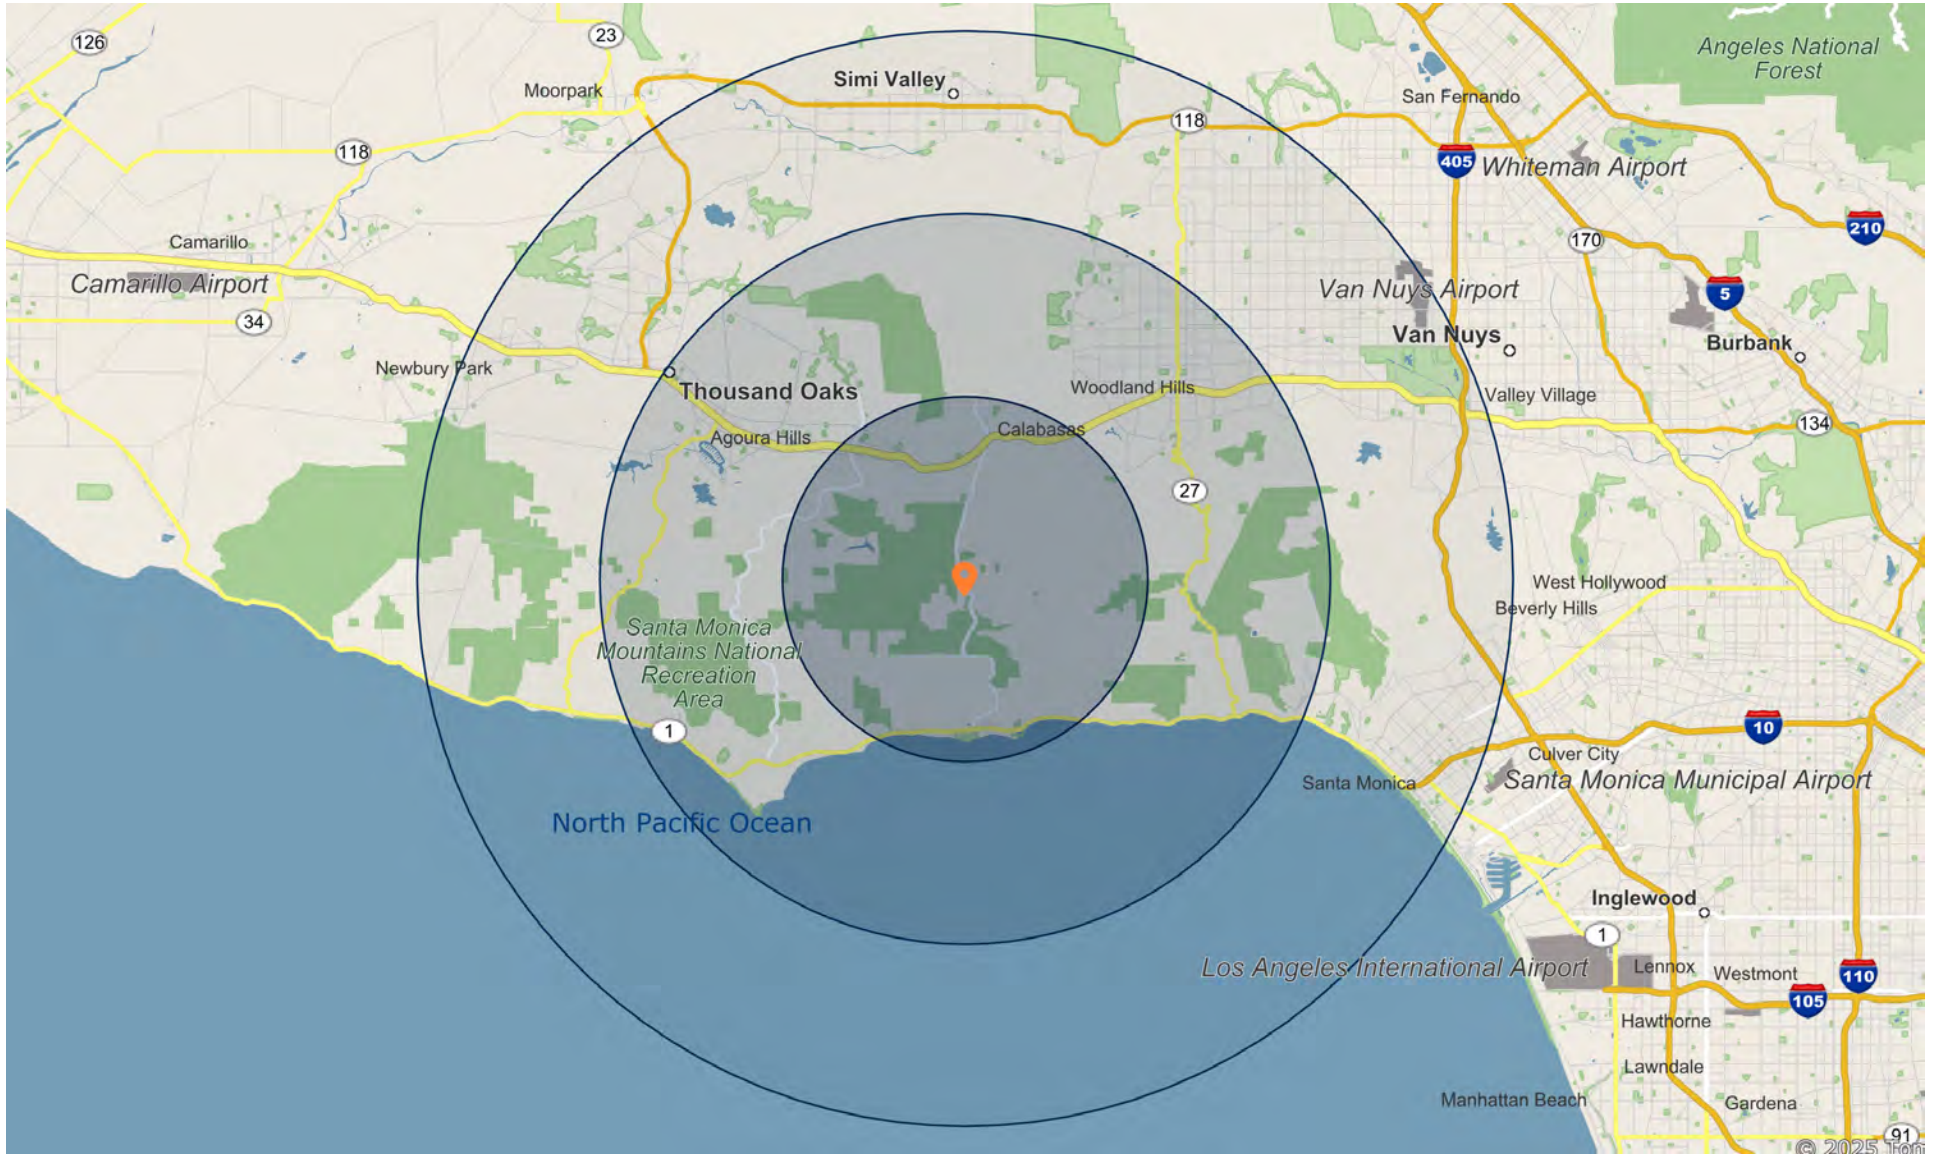 126
23
Angeles National
Forest
Simi Valley
Moorpark
San Fernando
118
118
405
Whiteman Airport
210
Camarillo
170
Camarillo Airport
Van Nuys Airport
5
34
Van Nuys
Burbank
Newbury Park
Thousand Oaks
Woodland Hills
Valley Village
134
Agoura Hills
Calabasas
27
West Hollywood
Beverly Hills
Santa Monica
Mountains National
Recreation
Area
1
10
Culver City
Santa Monica
Santa Monica Municipal Airport
North Pacific Ocean
Inglewood
1
Los Angeles International Airport
Lennox
Westmont
110
105
Hawthorne
Lawndale
Manhattan Beach
Gardena
91
© 2025 Tom